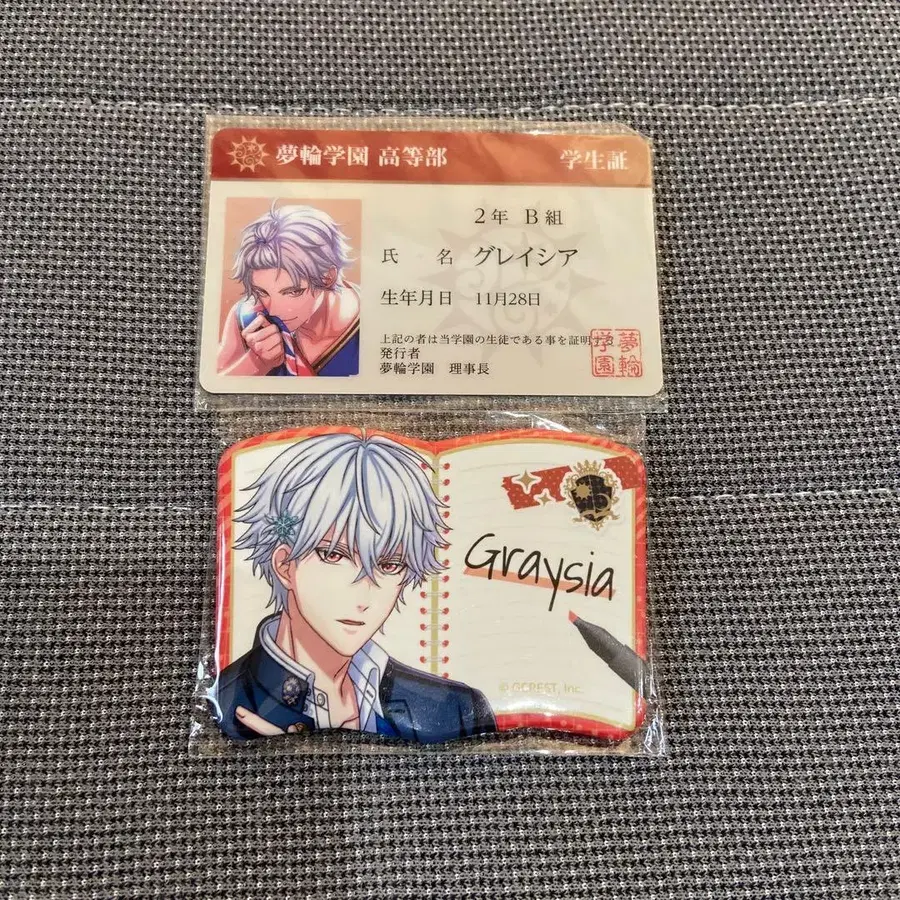 夢輪学園 高等部 学生証
2年 B組
氏 名 グレイシア
生年月日 11月28日
上記の者は当学園の生徒である事を証明する
発行者
夢輪学園 理事長
夢輪
学園
Graysia
© GCREST, Inc.